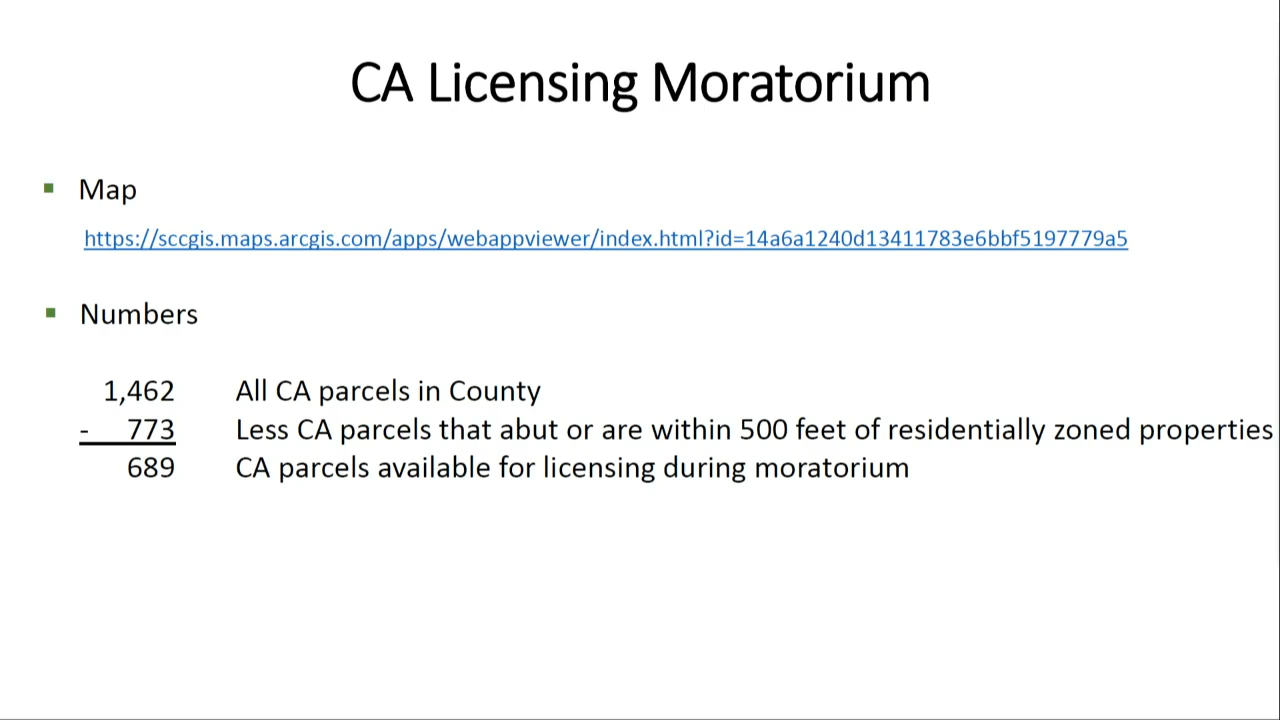 CA Licensing Moratorium
▪ Map
https://sccgis.maps.arcgis.com/apps/webappviewer/index.html?id=14a6a1240d13411783e6bbf5197779a5
▪ Numbers
1,462 All CA parcels in County
- 773 Less CA parcels that abut or are within 500 feet of residentially zoned properties
689 CA parcels available for licensing during moratorium